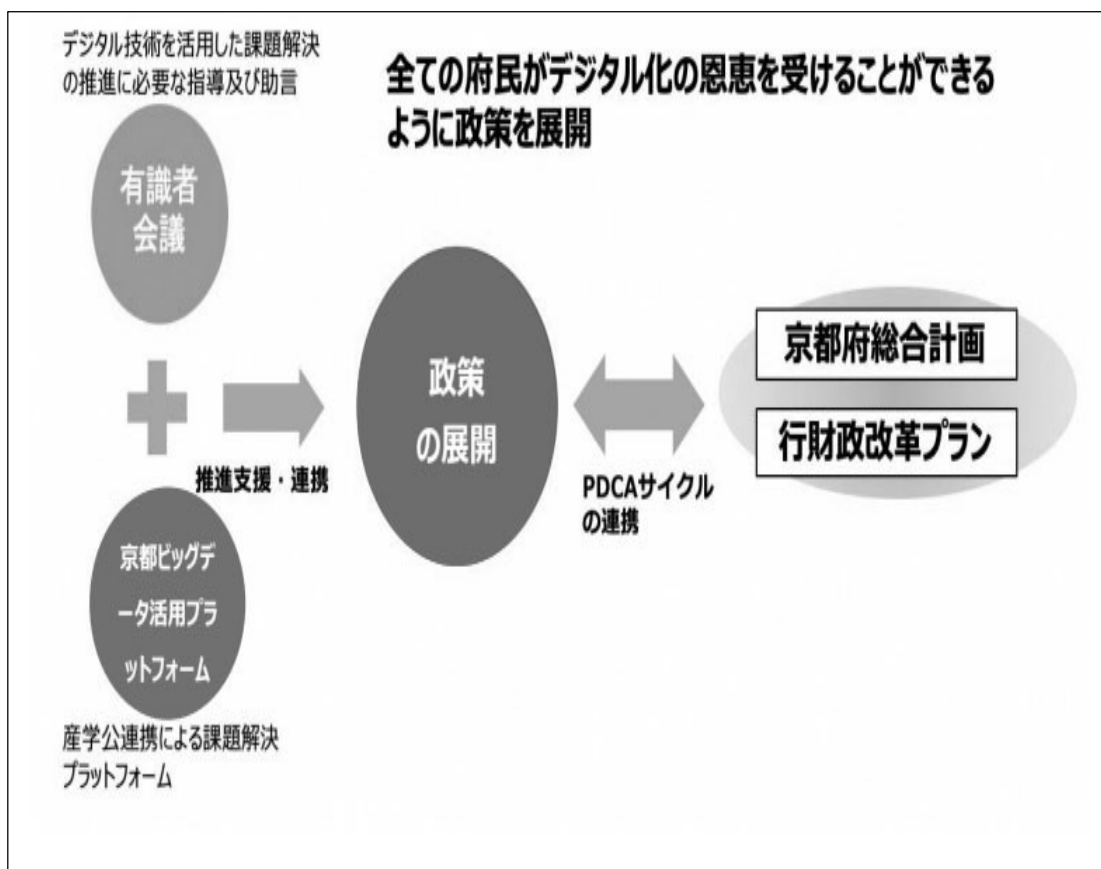 デジタル技術を活用した課題解決
の推進に必要な指導及び助言
全ての府民がデジタル化の恩恵を受けることができる
ように政策を展開
有識者
会議
推進支援・連携
京都ビッグデ
ータ活用プラ
ットフォーム
産学公連携による課題解決
プラットフォーム
政策
の展開
PDCAサイクル
の連携
京都府総合計画
行財政改革プラン